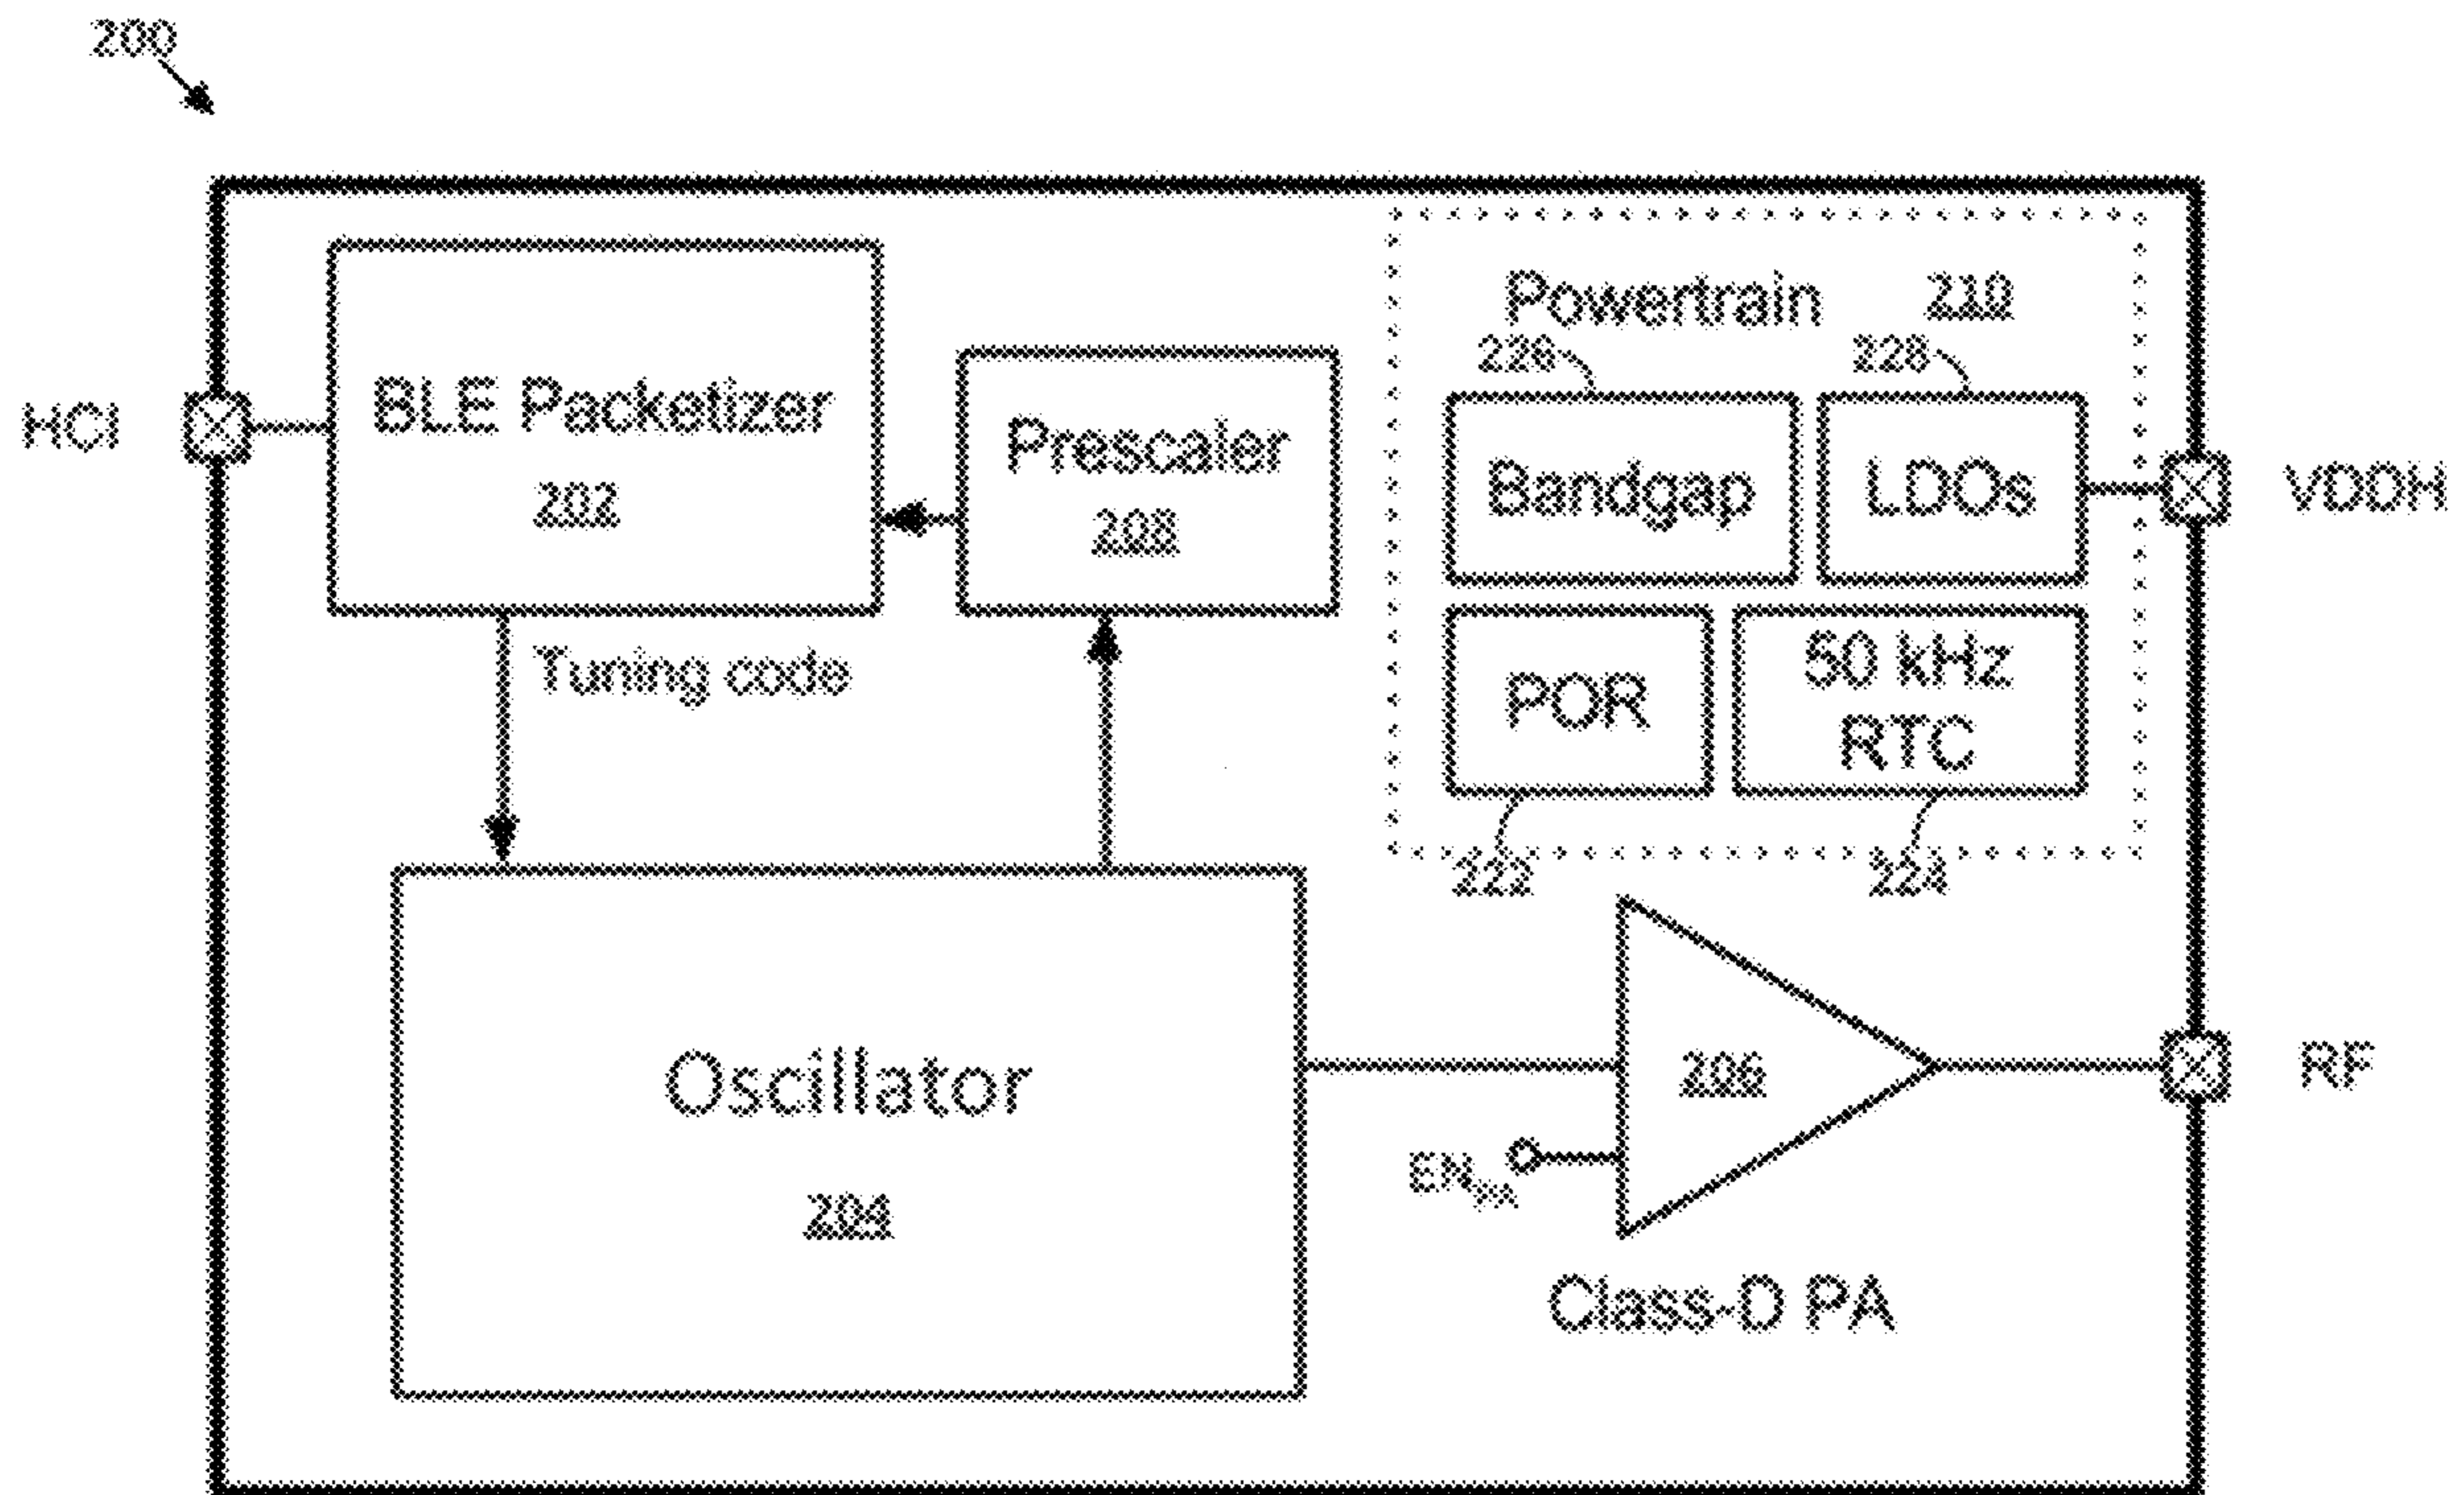 200
Powertrain 210
226
228
HCI
BLE Packetizer
202
Prescaler
208
Bandgap
LDOs
VDDH
Tuning code
POR
50 kHz
RTC
222
224
Oscillator
204
206
RF
EN_PA
Class-D PA